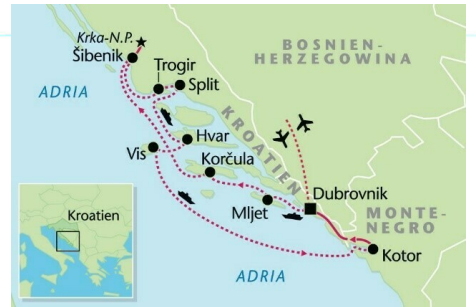 Krka-N.P.
Šibenik
Trogir
Split
BOSNIEN-
HERZEGOWINA
ADRIA
KROATIEN
Hvar
Vis
Korčula
Dubrovnik
Mljet
MONTE-
NEGRO
Kotor
Kroatien
ADRIA